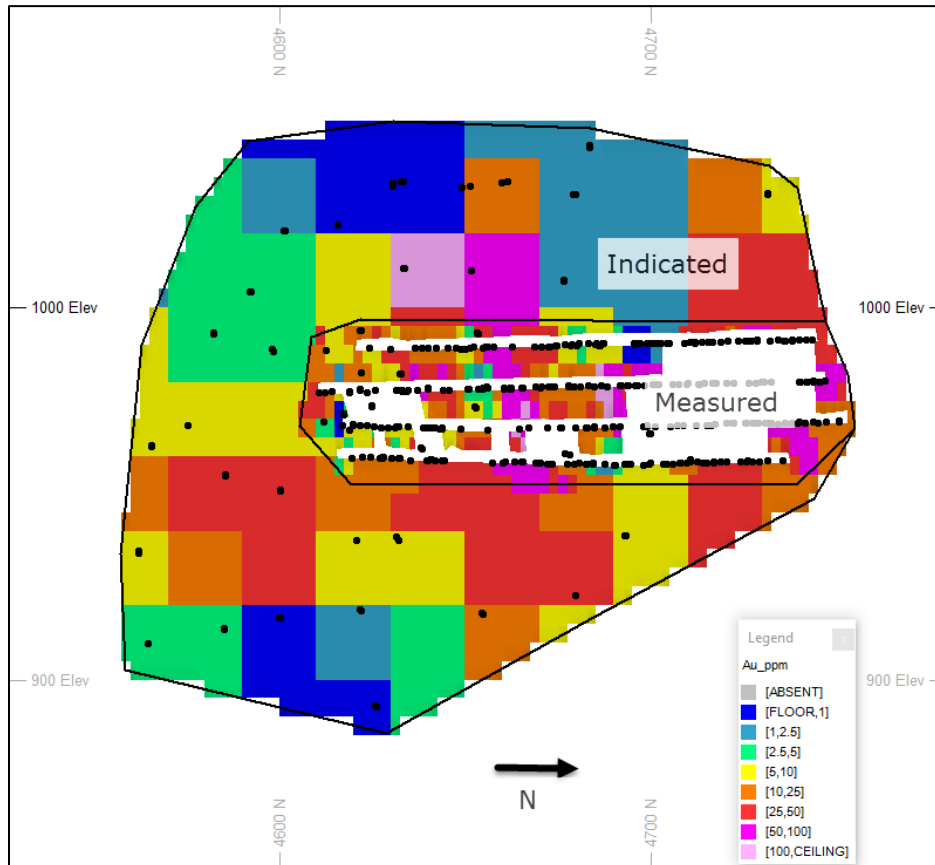 4600 N
4700 N
Indicated
1000 Elev
1000 Elev
Measured
900 Elev
900 Elev
N
4600 N
4700 N
Legend
x
Au_ppm
[ABSENT]
[FLOOR,1]
[1,2.5]
[2.5,5]
[5,10]
[10,25]
[25,50]
[50,100]
[100,CEILING]